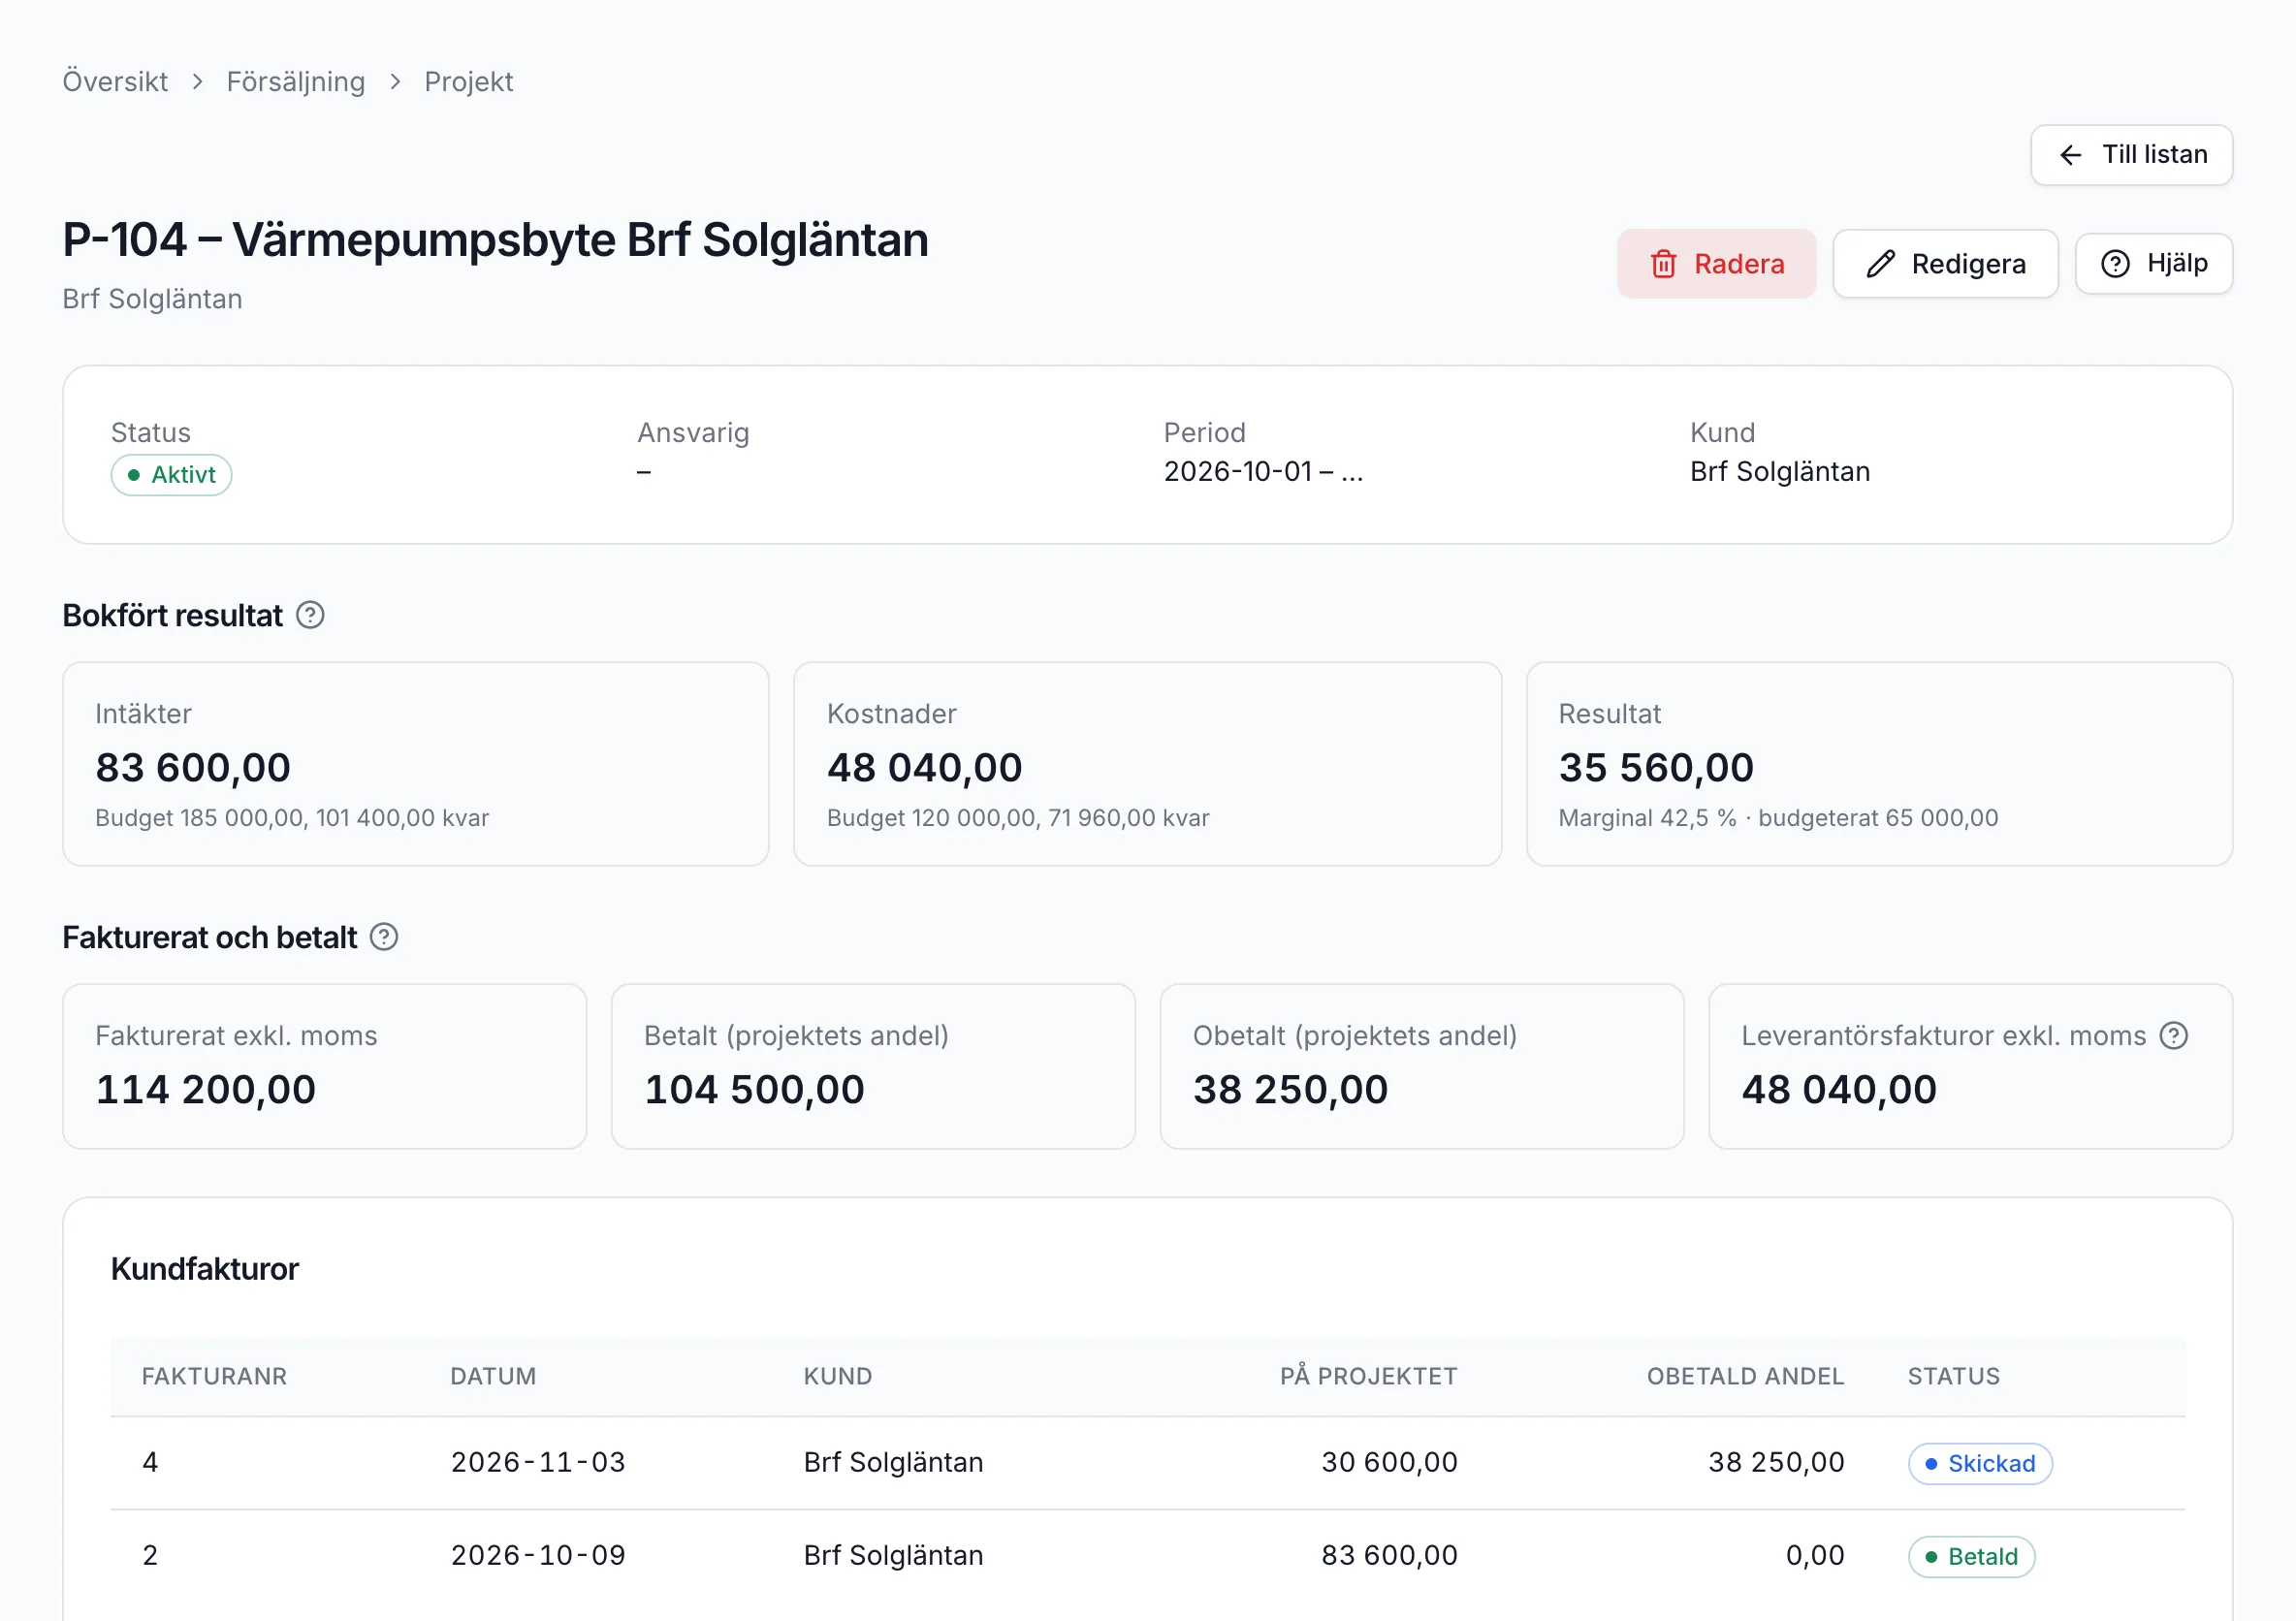 Översikt > Försäljning > Projekt
Till listan
P-104 – Värmepumpsbyte Brf Solgläntan
Brf Solgläntan
Radera Redigera Hjälp
Status Ansvarig Period Kund
Aktivt – 2026-10-01 – ... Brf Solgläntan
Bokfört resultat
Intäkter Kostnader Resultat
83 600,00 48 040,00 35 560,00
Budget 185 000,00, 101 400,00 kvar Budget 120 000,00, 71 960,00 kvar Marginal 42,5 % · budgeterat 65 000,00
Fakturerat och betalt
Fakturerat exkl. moms Betalt (projektets andel) Obetalt (projektets andel) Leverantörsfakturor exkl. moms
114 200,00 104 500,00 38 250,00 48 040,00
Kundfakturor
FAKTURANR DATUM KUND PÅ PROJEKTET OBETALD ANDEL STATUS
4 2026-11-03 Brf Solgläntan 30 600,00 38 250,00 Skickad
2 2026-10-09 Brf Solgläntan 83 600,00 0,00 Betald